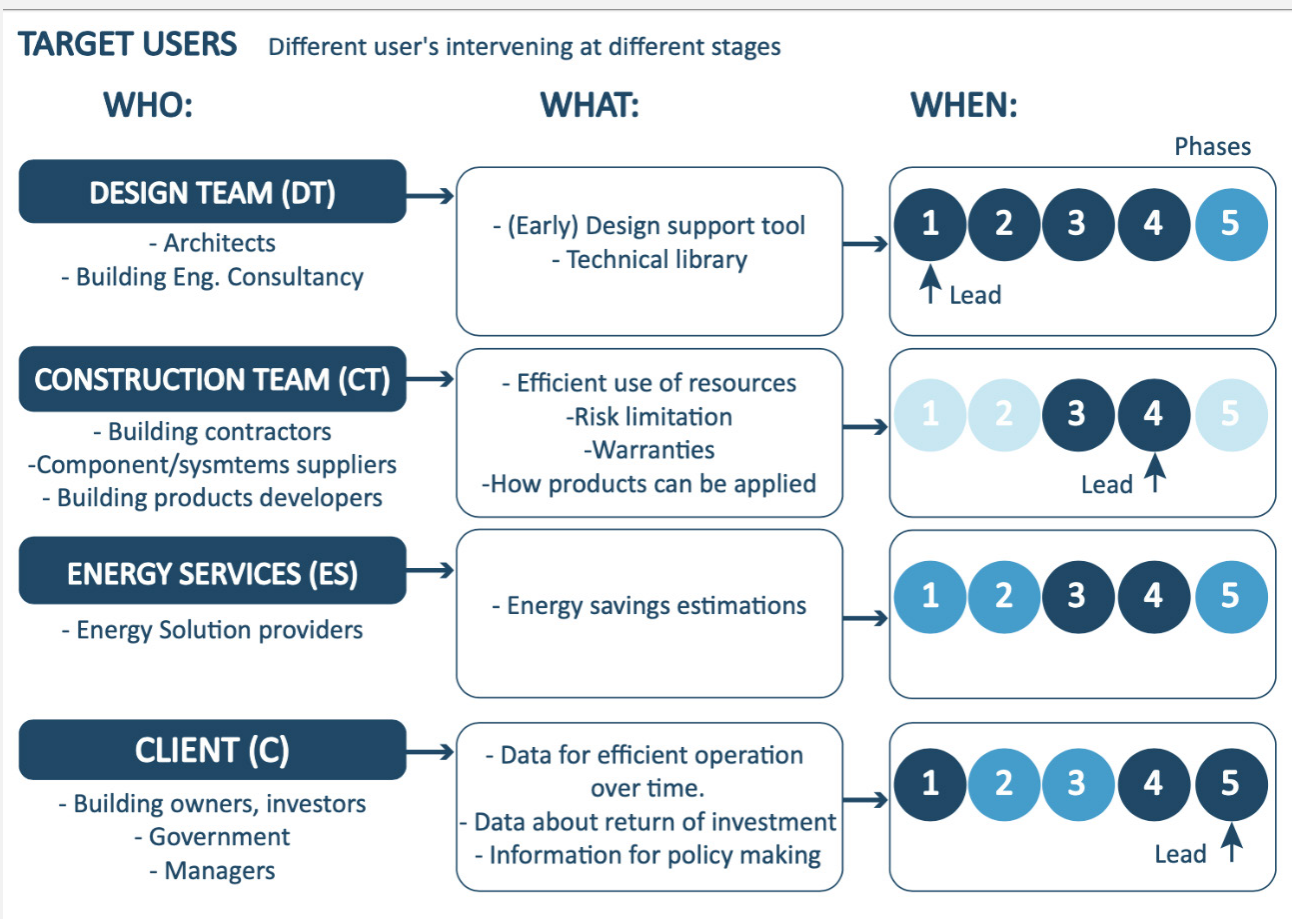 TARGET USERS Different user's intervening at different stages
WHO:
WHAT:
WHEN:
Phases
DESIGN TEAM (DT)
- Architects
- Building Eng. Consultancy
- (Early) Design support tool
- Technical library
1 2 3 4 5
Lead
CONSTRUCTION TEAM (CT)
- Building contractors
-Component/sysmtems suppliers
- Building products developers
- Efficient use of resources
-Risk limitation
-Warranties
-How products can be applied
1 2 3 4 5
Lead
ENERGY SERVICES (ES)
- Energy Solution providers
- Energy savings estimations
1 2 3 4 5
CLIENT (C)
- Building owners, investors
- Government
- Managers
- Data for efficient operation
over time.
- Data about return of investment
- Information for policy making
1 2 3 4 5
Lead